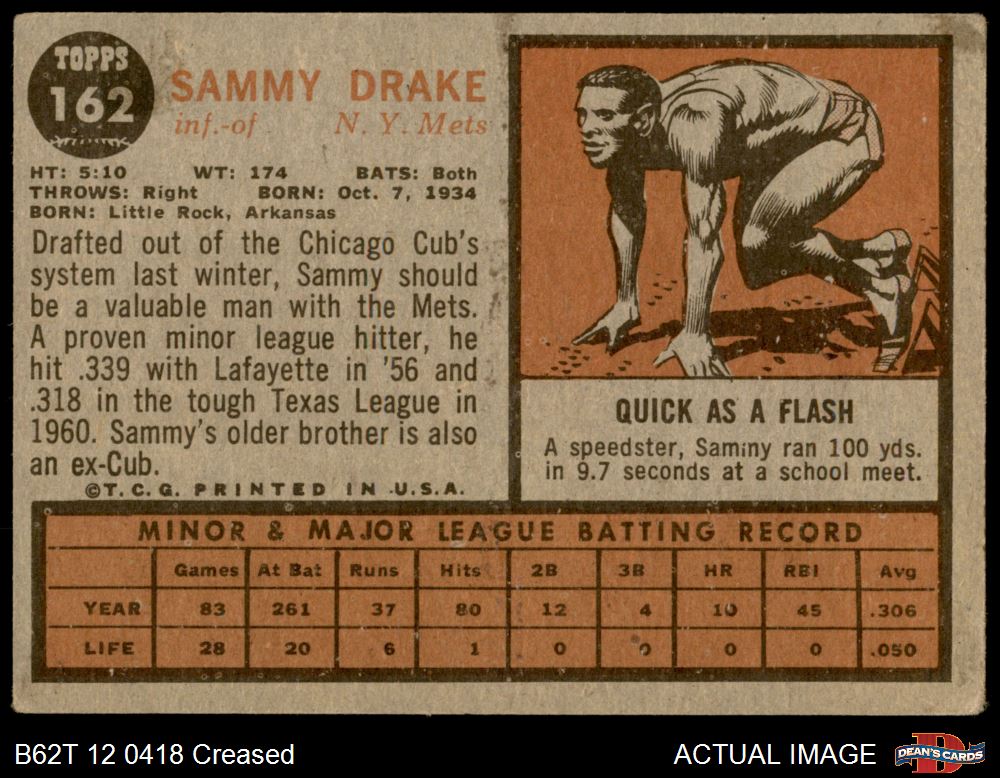 TOPPS
162
SAMMY DRAKE
inf.-of N. Y. Mets
HT: 5:10 WT: 174 BATS: Both
THROWS: Right BORN: Oct. 7, 1934
BORN: Little Rock, Arkansas
Drafted out of the Chicago Cub's
system last winter, Sammy should
be a valuable man with the Mets.
A proven minor league hitter, he
hit .339 with Lafayette in '56 and
.318 in the tough Texas League in
1960. Sammy's older brother is also
an ex-Cub.
©T.C.G. PRINTED IN U.S.A.
QUICK AS A FLASH
A speedster, Sammy ran 100 yds.
in 9.7 seconds at a school meet.
MINOR & MAJOR LEAGUE BATTING RECORD
Games At Bat Runs Hits 2B 3B HR RBI Avg
YEAR 83 261 37 80 12 4 10 45 .306
LIFE 28 20 6 1 0 0 0 0 .050
B62T 12 0418 Creased
ACTUAL IMAGE
DEAN'S CARDS